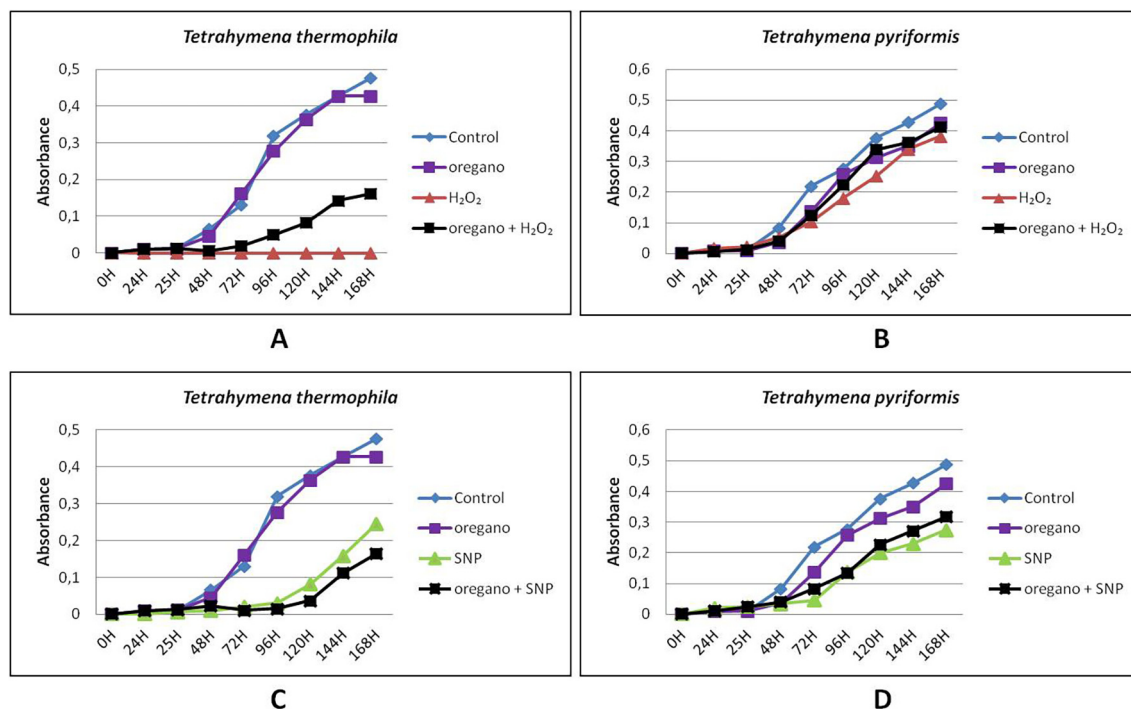 Tetrahymena thermophila
Absorbance
0,5
0,4
0,3
0,2
0,1
0
0H
24H
25H
48H
72H
96H
120H
144H
168H
Control
oregano
H₂O₂
oregano + H₂O₂
A
Tetrahymena pyriformis
Absorbance
0,6
0,5
0,4
0,3
0,2
0,1
0
0H
24H
25H
48H
72H
96H
120H
144H
168H
Control
oregano
H₂O₂
oregano + H₂O₂
B
Tetrahymena thermophila
Absorbance
0,5
0,4
0,3
0,2
0,1
0
0H
24H
25H
48H
72H
96H
120H
144H
168H
Control
oregano
SNP
oregano + SNP
C
Tetrahymena pyriformis
Absorbance
0,6
0,5
0,4
0,3
0,2
0,1
0
0H
24H
25H
48H
72H
96H
120H
144H
168H
Control
oregano
SNP
oregano + SNP
D